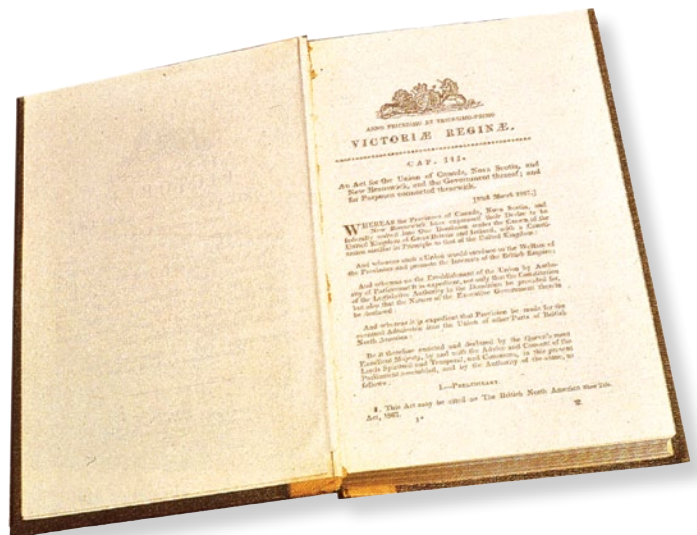 ANNO TRICESIMO ET TRICESIMO-PRIMO
VICTORIÆ REGINÆ.
CAP. III.
An Act for the Union of Canada, Nova Scotia, and
New Brunswick, and the Government thereof; and
for Purposes connected therewith.
[29th March 1867.]
WHEREAS the Provinces of Canada, Nova Scotia, and
New Brunswick have expressed their Desire to be
federally united into One Dominion under the Crown of the
United Kingdom of Great Britain and Ireland, with a Consti-
tution similar in Principle to that of the United Kingdom:
And whereas such a Union would conduce to the Welfare of
the Provinces and promote the Interests of the British Empire:
And whereas on the Establishment of the Union by Autho-
rity of Parliament it is expedient, not only that the Constitution
of the Legislative Authority in the Dominion be provided for,
but also that the Nature of the Executive Government therein
be declared:
And whereas it is expedient that Provision be made for the
eventual Admission into the Union of other Parts of British
North America:
Be it therefore enacted and declared by the Queen's most
Excellent Majesty, by and with the Advice and Consent of the
Lords Spiritual and Temporal, and Commons, in this present
Parliament assembled, and by the Authority of the same, as
follows:
I.—PRELIMINARY.
1. This Act may be cited as The British North America Short Title.
Act, 1867.